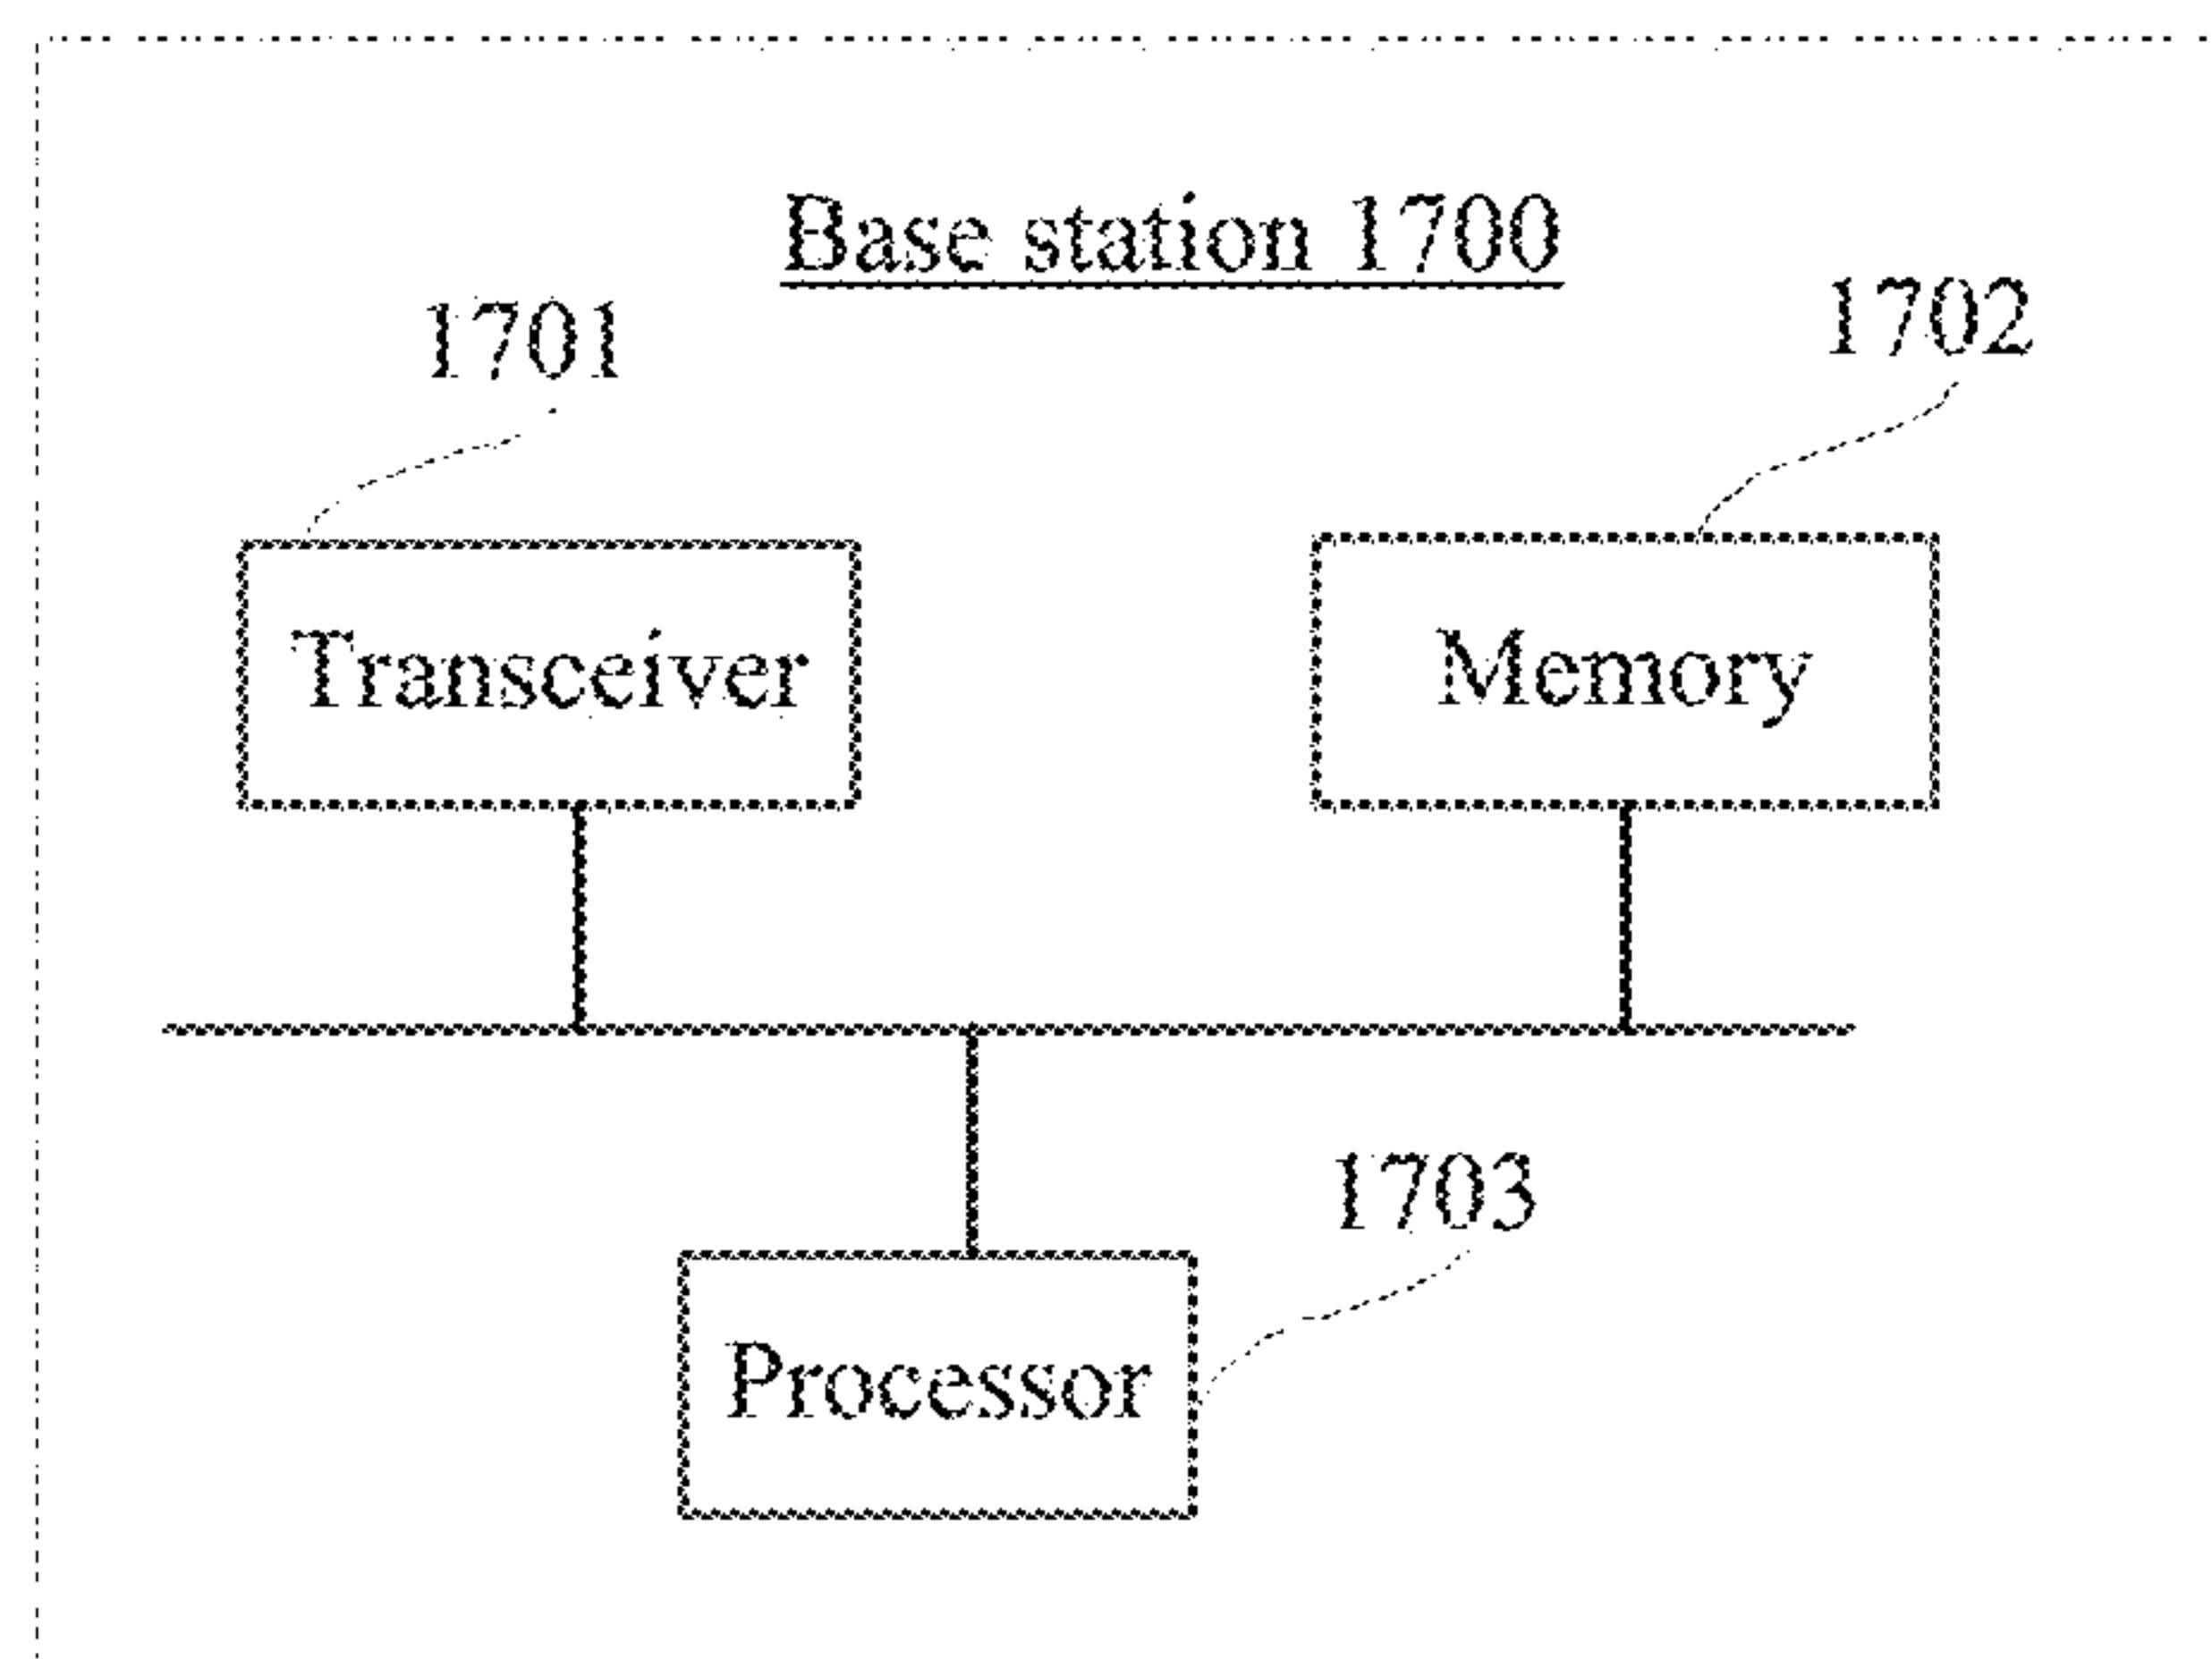 Base station 1700
1701
1702
Transceiver
Memory
1703
Processor